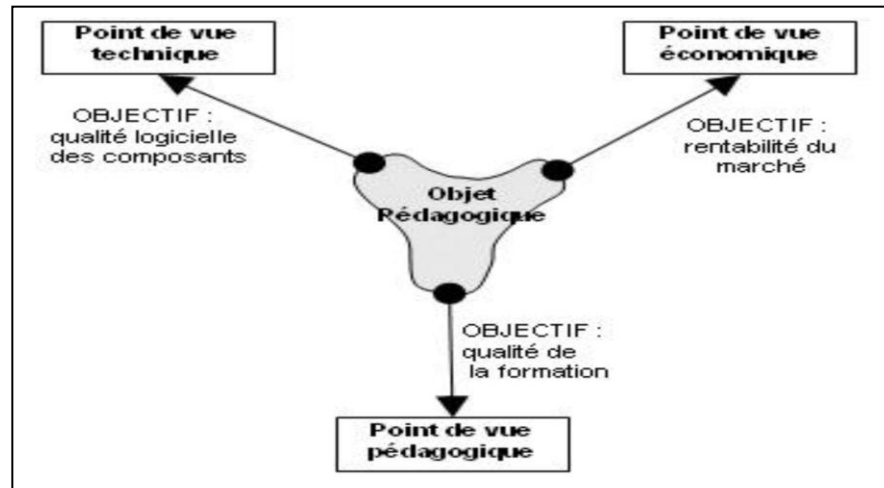 Point de vue
technique
Point de vue
économique
OBJECTIF :
qualité logicielle
des composants
OBJECTIF :
rentabilité du
marché
Objet
Pédagogique
OBJECTIF :
qualité de
la formation
Point de vue
pédagogique